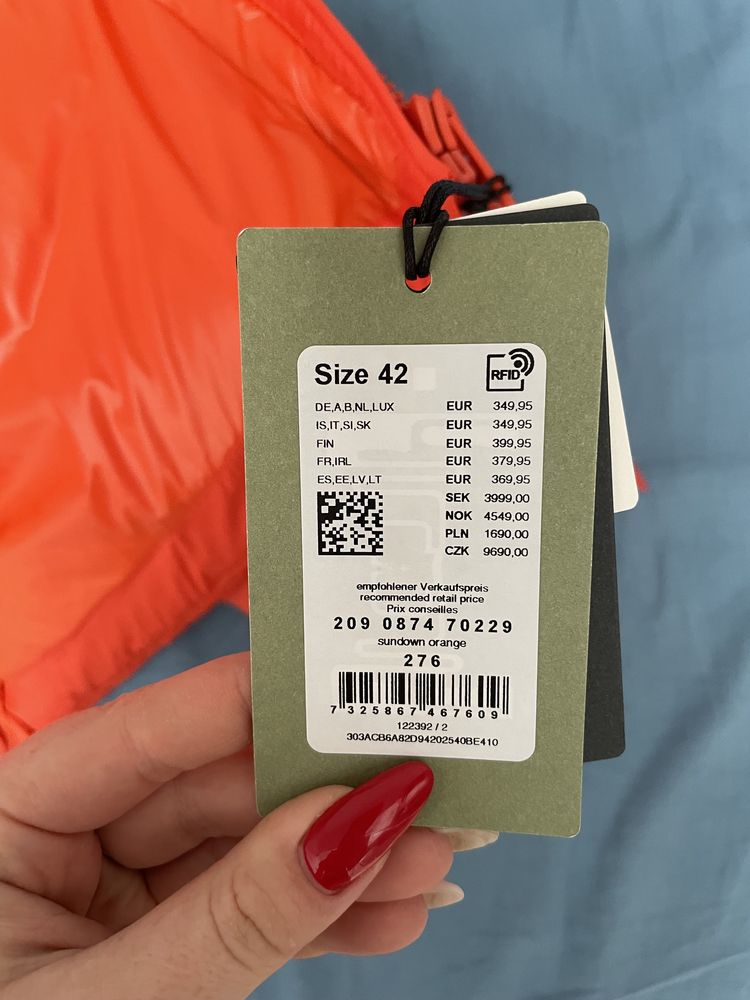 Size 42
RFID
DE,A,B,NL,LUX EUR 349,95
IS,IT,SI,SK EUR 349,95
FIN EUR 399,95
FR,IRL EUR 379,95
ES,EE,LV,LT EUR 369,95
SEK 3999,00
NOK 4549,00
PLN 1690,00
CZK 9690,00
empfohlener Verkaufspreis
recommended retail price
Prix conseilles
209 0874 70229
sundown orange
276
7 325867 467609
122392 / 2
303ACB6A82D94202540BE410